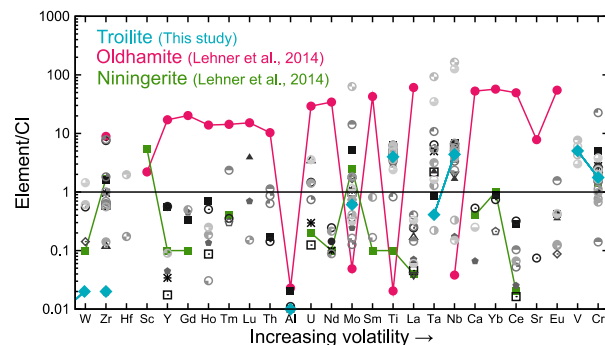 1000
100
10
1
0.1
0.01
Element/CI
Troilite (This study)
Oldhamite (Lehner et al., 2014)
Niningerite (Lehner et al., 2014)
W Zr Hf Sc Y Gd Ho Tm Lu Th Al U Nd Mo Sm Ti La Ta Nb Ca Yb Ce Sr Eu V Cr
Increasing volatility →